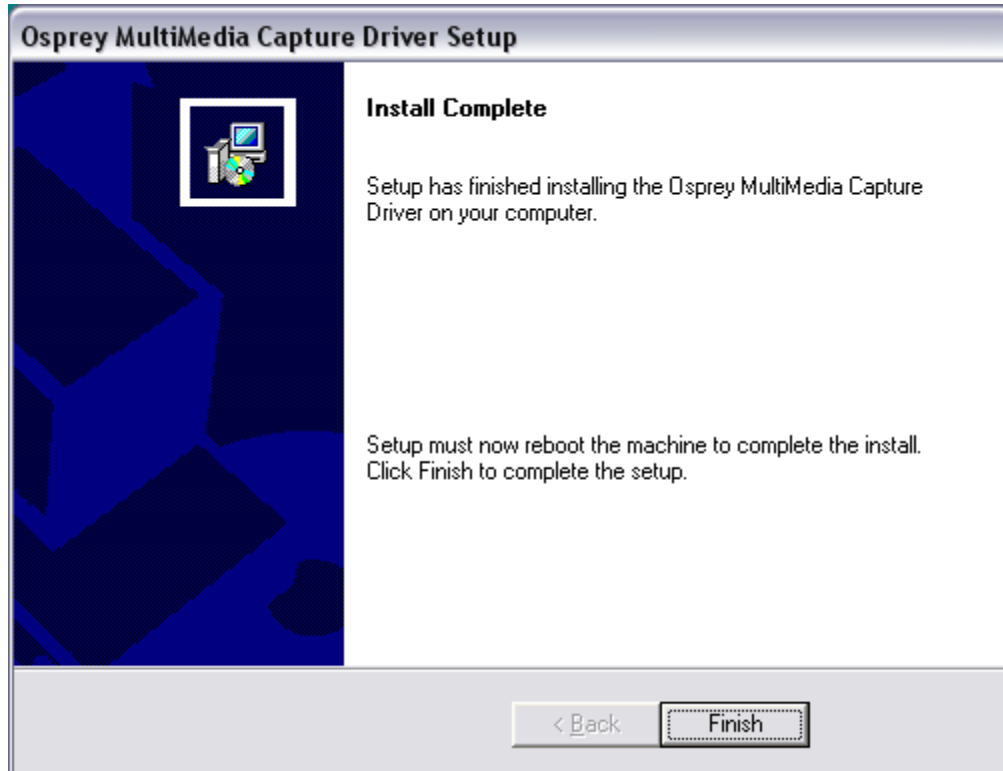 Osprey MultiMedia Capture Driver Setup
Install Complete
Setup has finished installing the Osprey MultiMedia Capture
Driver on your computer.
Setup must now reboot the machine to complete the install.
Click Finish to complete the setup.
< Back
Finish